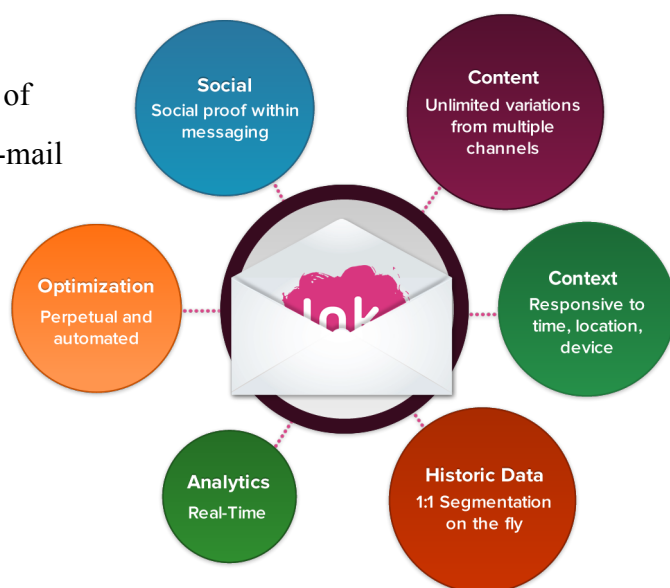 of
-mail
Social
Social proof within
messaging
Content
Unlimited variations
from multiple
channels
Optimization
Perpetual and
automated
Ink
Context
Responsive to
time, location,
device
Analytics
Real-Time
Historic Data
1:1 Segmentation
on the fly